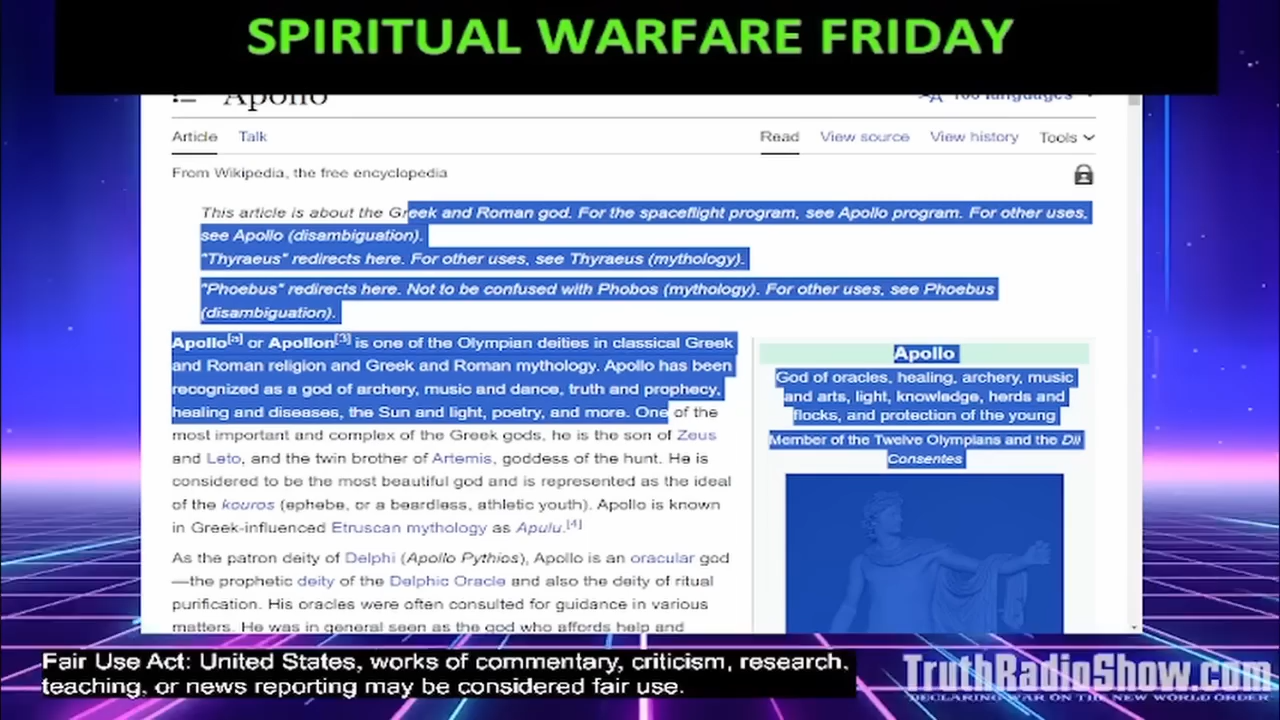 SPIRITUAL WARFARE FRIDAY
Apollo
100 languages
Article Talk
Read View source View history Tools
From Wikipedia, the free encyclopedia
This article is about the Greek and Roman god. For the spaceflight program, see Apollo program. For other uses,
see Apollo (disambiguation).
"Thyraeus" redirects here. For other uses, see Thyraeus (mythology).
"Phoebus" redirects here. Not to be confused with Phobos (mythology). For other uses, see Phoebus
(disambiguation).
Apollo[a] or Apollon[3] is one of the Olympian deities in classical Greek
and Roman religion and Greek and Roman mythology. Apollo has been
recognized as a god of archery, music and dance, truth and prophecy,
healing and diseases, the Sun and light, poetry, and more. One of the
most important and complex of the Greek gods, he is the son of Zeus
and Leto, and the twin brother of Artemis, goddess of the hunt. He is
considered to be the most beautiful god and is represented as the ideal
of the kouros (ephebe, or a beardless, athletic youth). Apollo is known
in Greek-influenced Etruscan mythology as Apulu.[4]
As the patron deity of Delphi (Apollo Pythios), Apollo is an oracular god
—the prophetic deity of the Delphic Oracle and also the deity of ritual
purification. His oracles were often consulted for guidance in various
matters. He was in general seen as the god who affords help and
Apollo
God of oracles, healing, archery, music
and arts, light, knowledge, herds and
flocks, and protection of the young
Member of the Twelve Olympians and the Dii
Consentes
Fair Use Act: United States, works of commentary, criticism, research,
teaching, or news reporting may be considered fair use.
TruthRadioShow.com
DECLARING WAR ON THE NEW WORLD ORDER